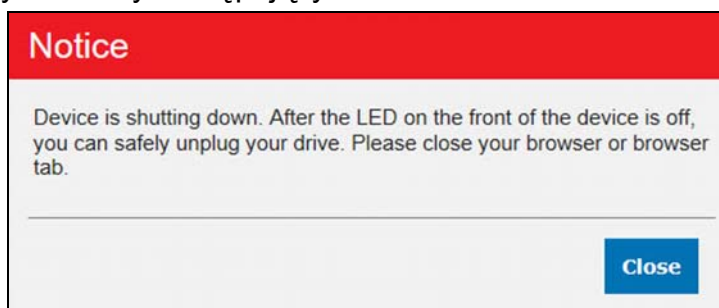 Notice
Device is shutting down. After the LED on the front of the device is off,
you can safely unplug your drive. Please close your browser or browser
tab.
Close